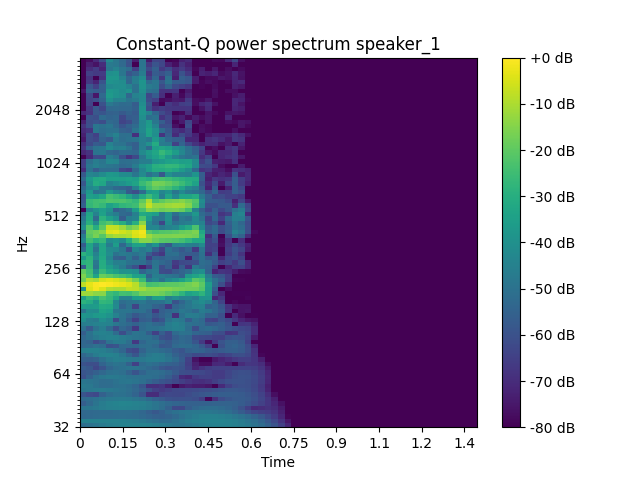 Constant-Q power spectrum speaker_1
+0 dB
-10 dB
-20 dB
-30 dB
-40 dB
-50 dB
-60 dB
-70 dB
-80 dB
2048
1024
512
256
128
64
32
Hz
0 0.15 0.3 0.45 0.6 0.75 0.9 1.1 1.2 1.4
Time